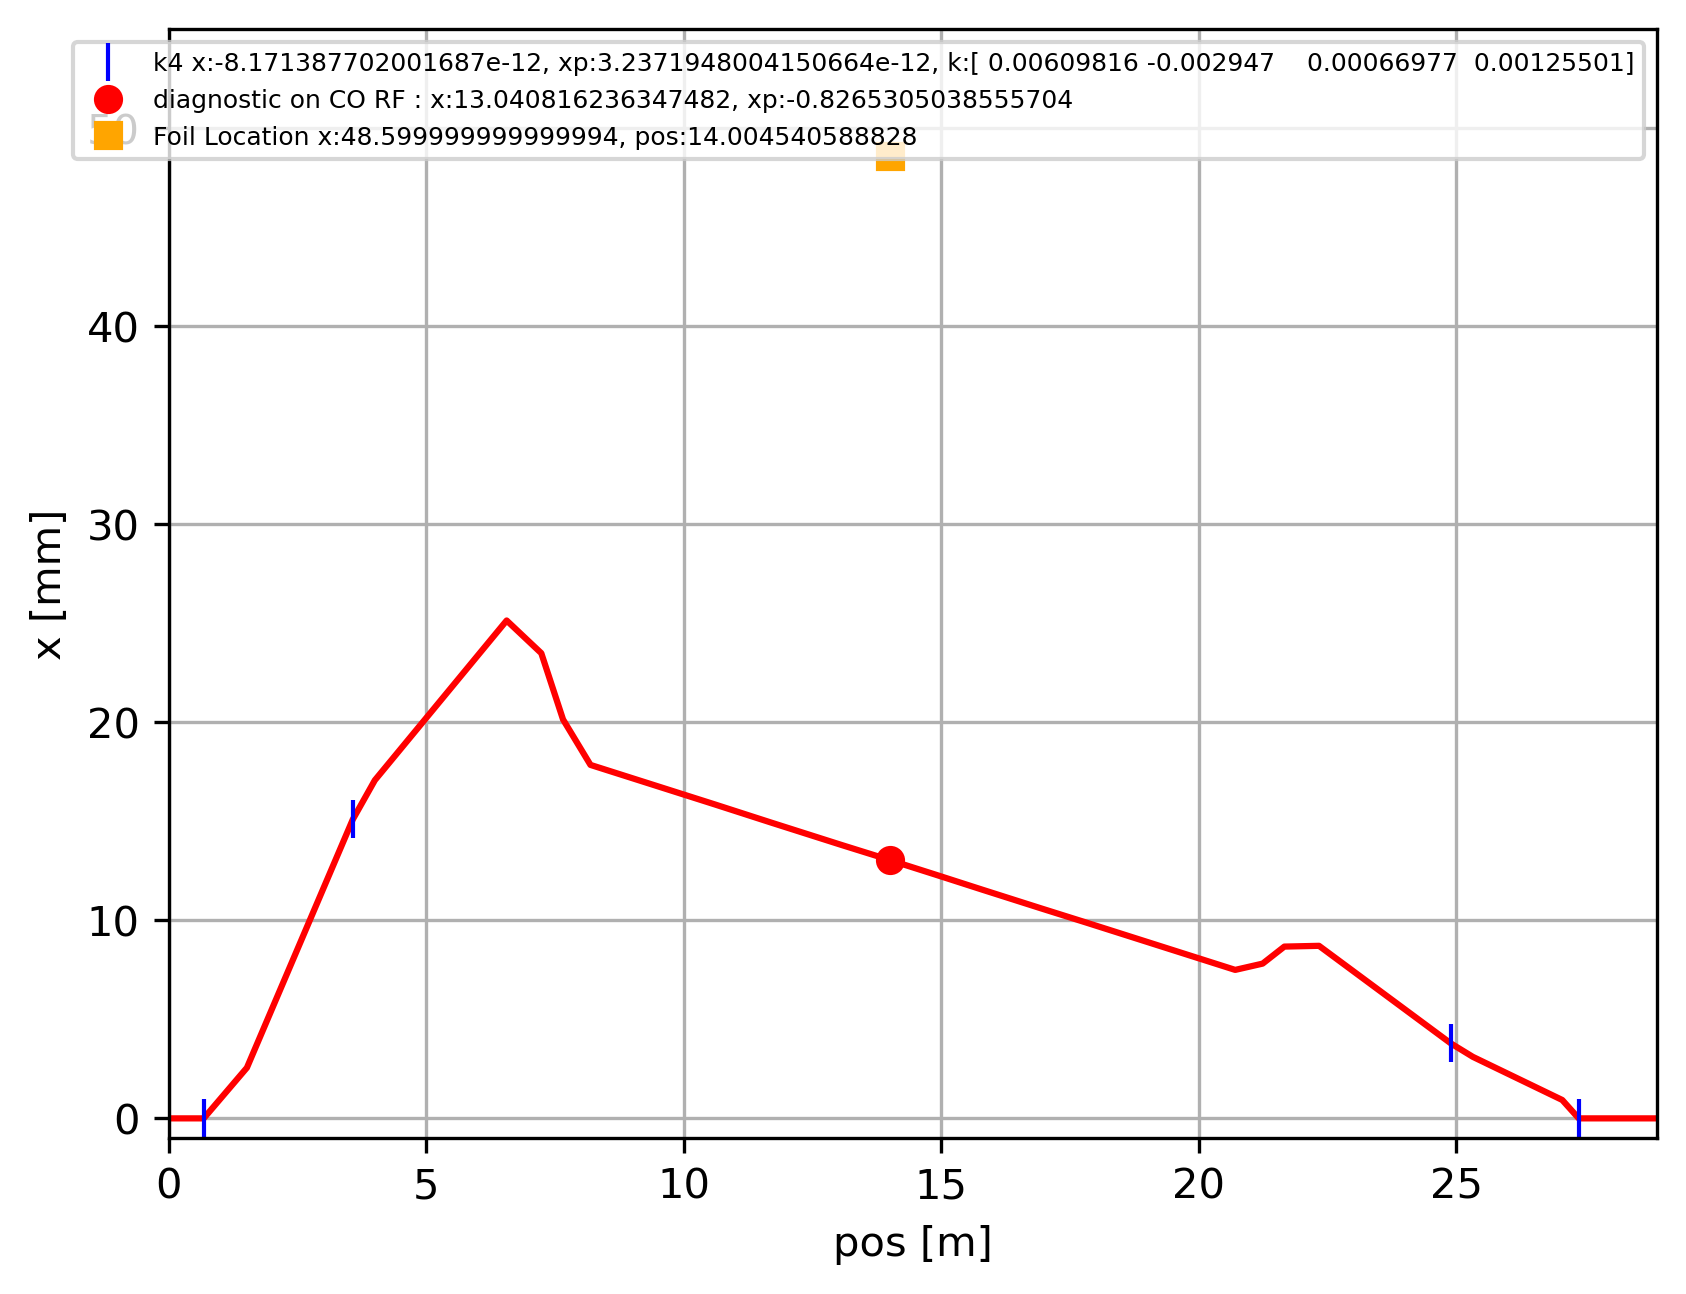 k4 x:-8.171387702001687e-12, xp:3.2371948004150664e-12, k:[ 0.00609816 -0.002947    0.00066977  0.00125501]
diagnostic on CO RF : x:13.040816236347482, xp:-0.8265305038555704
Foil Location x:48.599999999999994, pos:14.004540588828
50
40
30
20
10
0
x [mm]
0 5 10 15 20 25
pos [m]